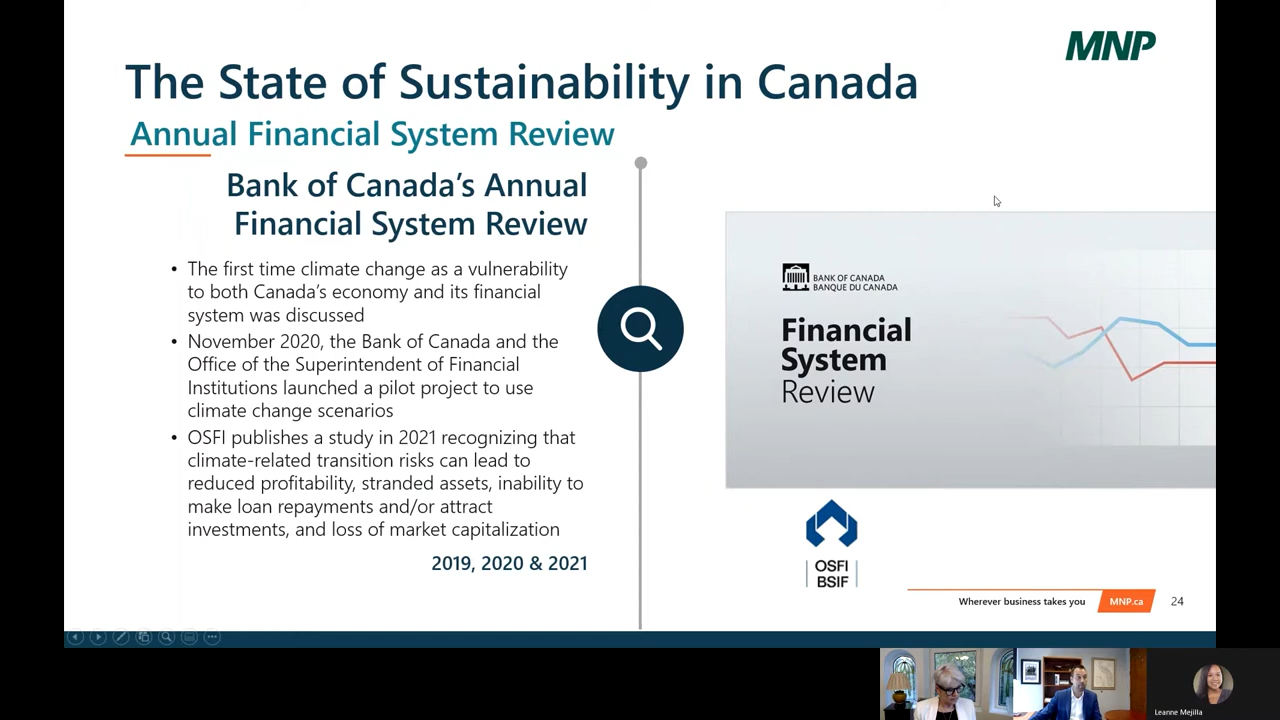 MNP
The State of Sustainability in Canada
Annual Financial System Review
Bank of Canada's Annual
Financial System Review
• The first time climate change as a vulnerability
to both Canada's economy and its financial
system was discussed
• November 2020, the Bank of Canada and the
Office of the Superintendent of Financial
Institutions launched a pilot project to use
climate change scenarios
• OSFI publishes a study in 2021 recognizing that
climate-related transition risks can lead to
reduced profitability, stranded assets, inability to
make loan repayments and/or attract
investments, and loss of market capitalization
2019, 2020 & 2021
BANK OF CANADA
BANQUE DU CANADA
Financial
System
Review
OSFI
BSIF
Wherever business takes you
MNP.ca
24
Leanne Mejilla